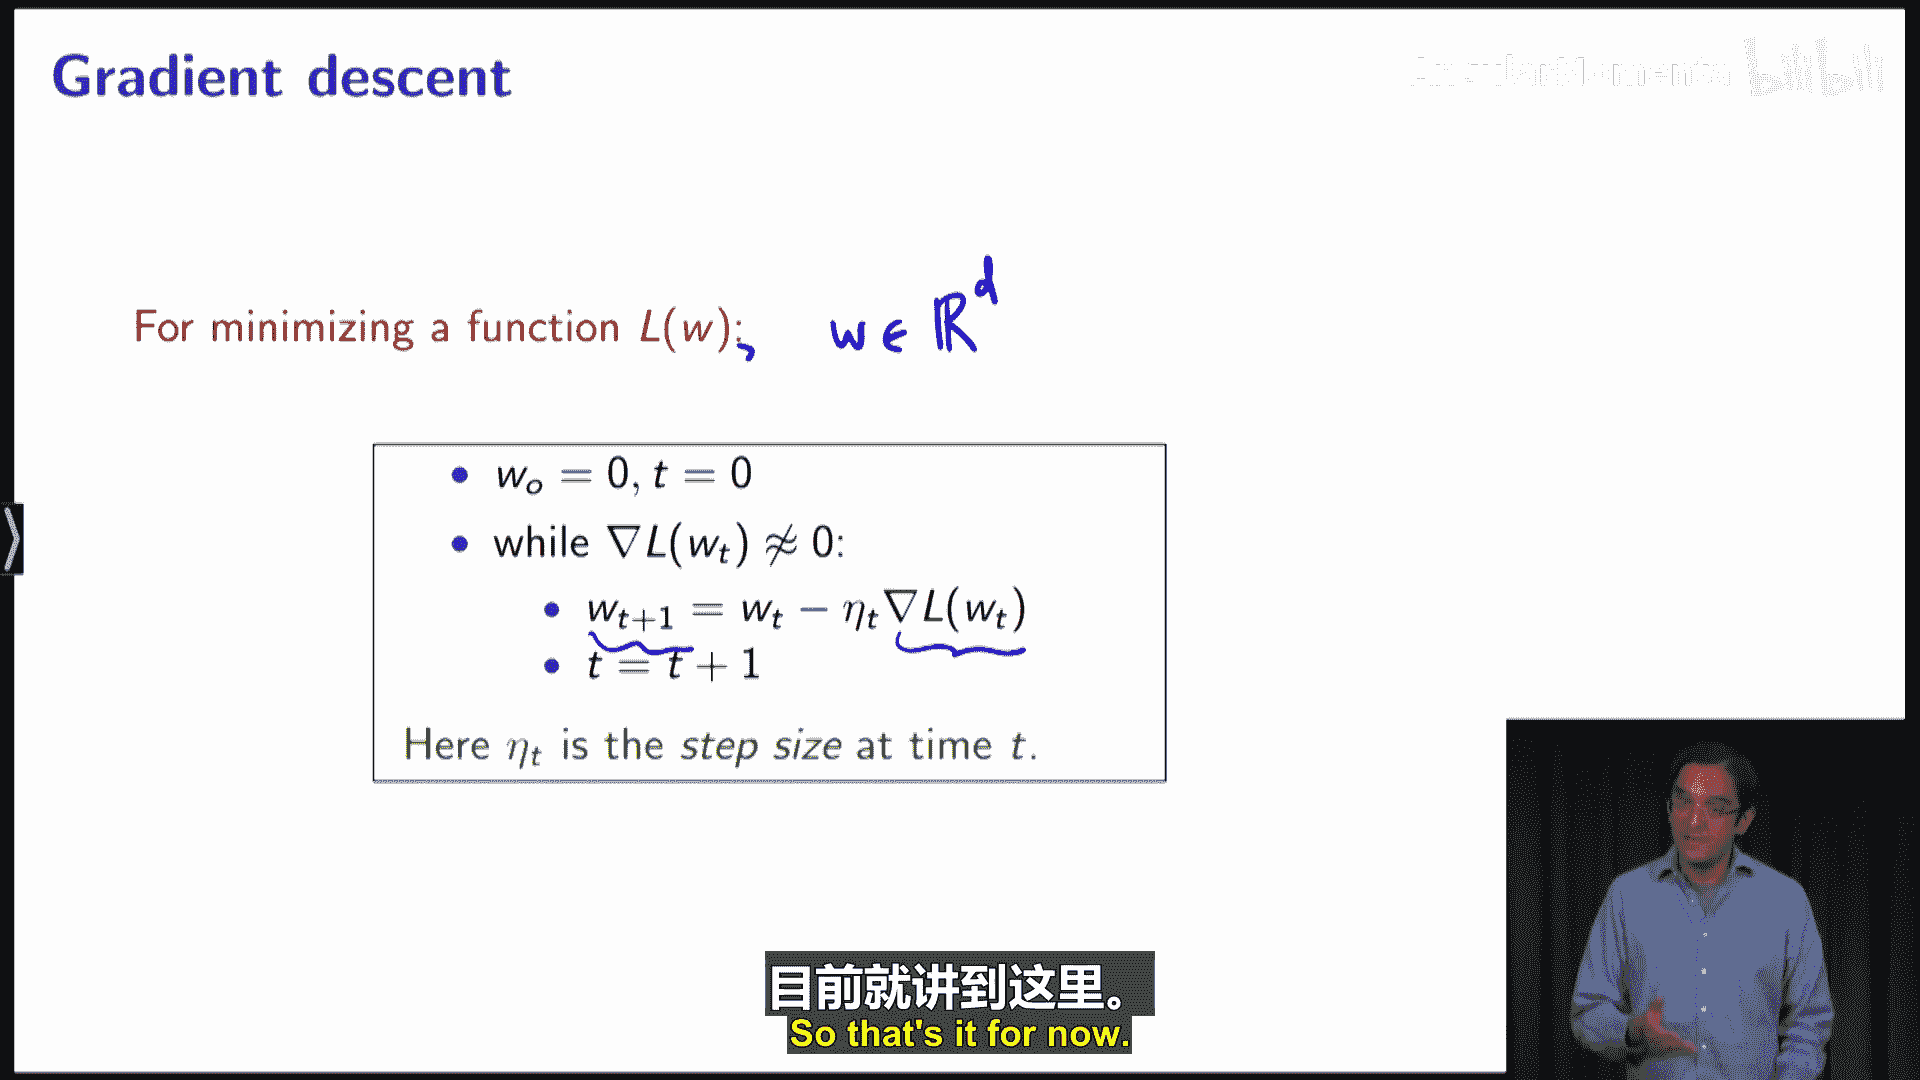 Gradient descent
bilibili
For minimizing a function L(w):, w ∈ ℝ^d
• w_o = 0, t = 0
• while ∇L(w_t) ≉ 0:
• w_{t+1} = w_t − η_t∇L(w_t)
• t = t + 1
Here η_t is the step size at time t.
目前就讲到这里。
So that's it for now.